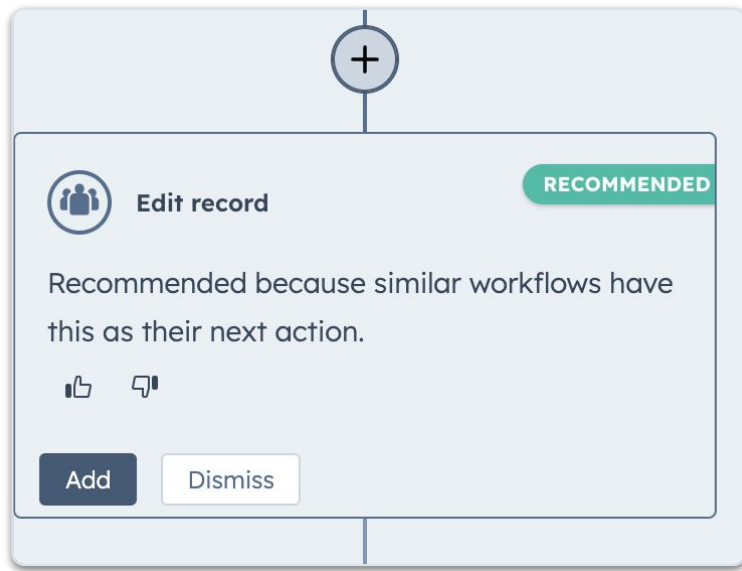 Edit record
RECOMMENDED
Recommended because similar workflows have
this as their next action.
Add
Dismiss